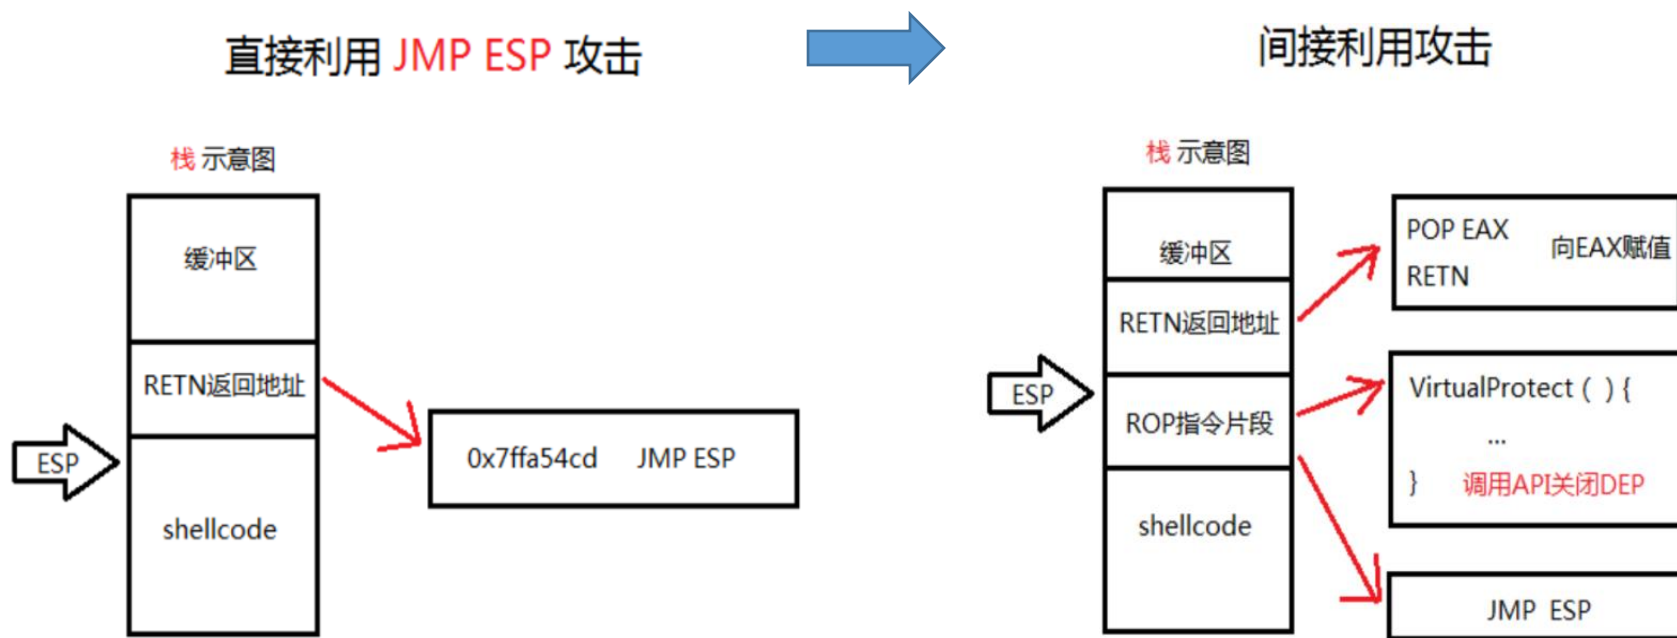 直接利用 JMP ESP 攻击
栈 示意图
缓冲区
RETN返回地址
ESP
shellcode
0x7ffa54cd JMP ESP
间接利用攻击
栈 示意图
缓冲区
RETN返回地址
ESP
ROP指令片段
shellcode
POP EAX 向EAX赋值
RETN
VirtualProtect ( ) {
...
} 调用API关闭DEP
JMP ESP